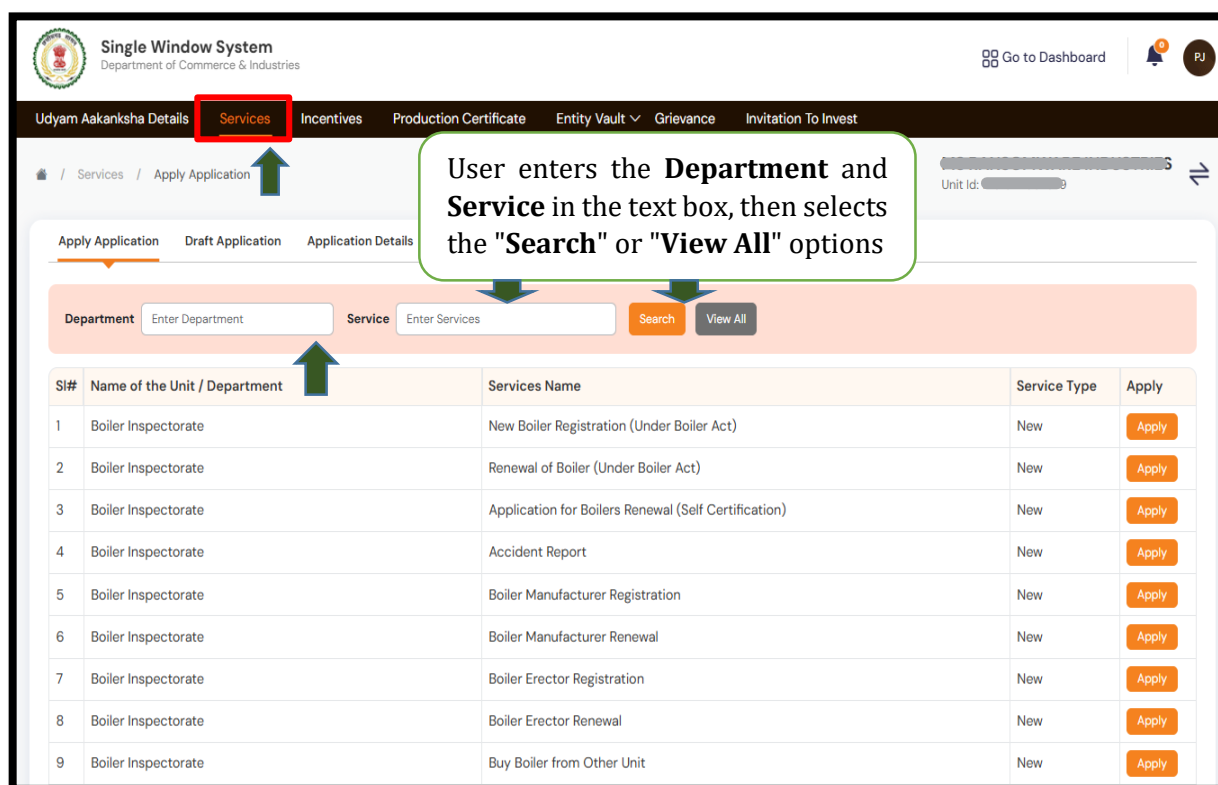 Single Window System
Department of Commerce & Industries
Go to Dashboard
0
PJ
Udyam Aakanksha Details Services Incentives Production Certificate Entity Vault Grievance Invitation To Invest
/ Services / Apply Application
Unit Id: 9
User enters the Department and
Service in the text box, then selects
the "Search" or "View All" options
Apply Application Draft Application Application Details
Department Enter Department Service Enter Services Search View All
Sl# Name of the Unit / Department Services Name Service Type Apply
1 Boiler Inspectorate New Boiler Registration (Under Boiler Act) New Apply
2 Boiler Inspectorate Renewal of Boiler (Under Boiler Act) New Apply
3 Boiler Inspectorate Application for Boilers Renewal (Self Certification) New Apply
4 Boiler Inspectorate Accident Report New Apply
5 Boiler Inspectorate Boiler Manufacturer Registration New Apply
6 Boiler Inspectorate Boiler Manufacturer Renewal New Apply
7 Boiler Inspectorate Boiler Erector Registration New Apply
8 Boiler Inspectorate Boiler Erector Renewal New Apply
9 Boiler Inspectorate Buy Boiler from Other Unit New Apply